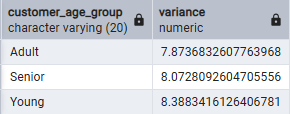 customer_age_group variance
character varying (20) numeric
Adult 7.8736832607763968
Senior 8.0728092604705556
Young 8.3883416126406781